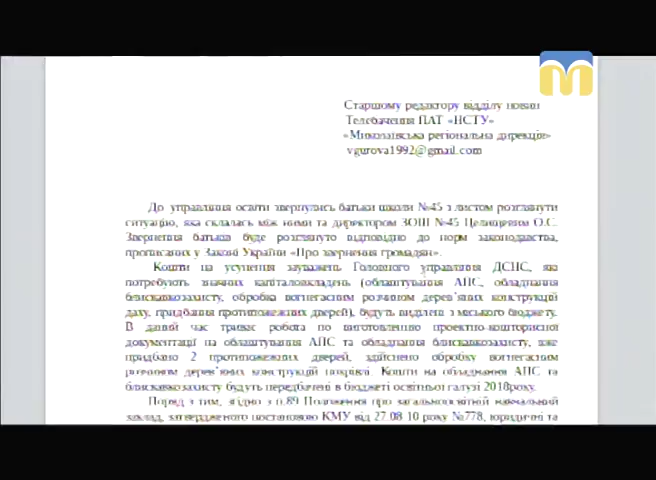 Старшому редактору відділу новин
Телебачення ПАТ «НСТУ»
«Миколаївська регіональна дирекція»
vgurova1992@gmail.com
До управління освіти звернулись батьки школи №45 з листом розглянути
ситуацію, яка склалась між ними та директором ЗОШ №45 Целищевим О.С.
Звернення батьків буде розглянуто відповідно до норм законодавства,
прописаних у Законі України «Про звернення громадян».
Кошти на усунення зауважень Головного управління ДСНС, які
потребують значних капіталовкладень (облаштування АПС, обладнання
блискавкозахисту, обробка вогнегасним розчином дерев’яних конструкцій
даху, придбання протипожежних дверей), будуть виділені з міського бюджету.
В даний час триває робота по виготовленню проектно-кошторисної
документації на облаштування АПС та обладнання блискавкозахисту, вже
придбано 2 протипожежних дверей, здійснено обробку вогнегасним
розчином дерев’яних конструкцій покрівлі. Кошти на обладнання АПС та
блискавкозахисту будуть передбачені в бюджеті освітньої галузі 2018року.
Поряд з тим, згідно з п.89 Положення про загальноосвітній навчальний
заклад, затвердженого постановою КМУ від 27.08.10 року №778, юридичні та